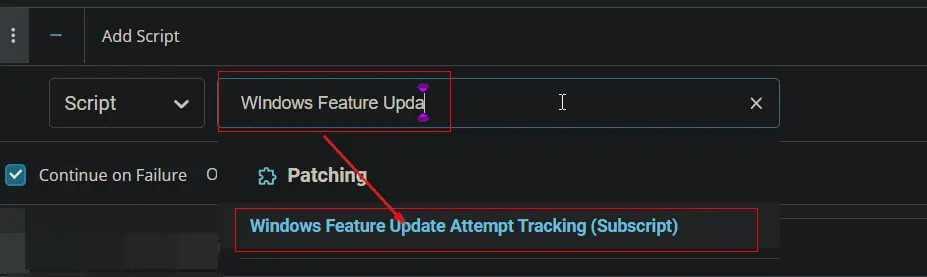 Add Script
Script
WIndows Feature Upda
Patching
Continue on Failure
Windows Feature Update Attempt Tracking (Subscript)